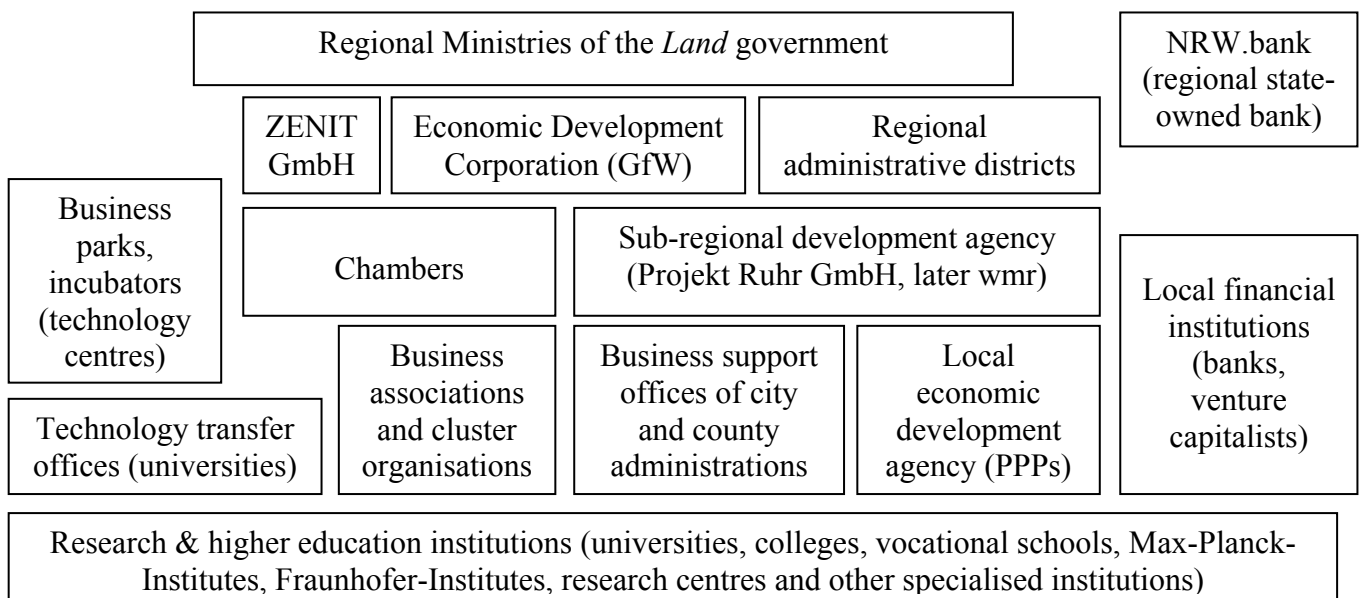 Regional Ministries of the Land government
NRW.bank
(regional state-
owned bank)
ZENIT
GmbH
Economic Development
Corporation (GfW)
Regional
administrative districts
Business
parks,
incubators
(technology
centres)
Chambers
Sub-regional development agency
(Projekt Ruhr GmbH, later wmr)
Local financial
institutions
(banks,
venture
capitalists)
Technology transfer
offices (universities)
Business
associations
and cluster
organisations
Business support
offices of city
and county
administrations
Local
economic
development
agency (PPPs)
Research & higher education institutions (universities, colleges, vocational schools, Max-Planck-
Institutes, Fraunhofer-Institutes, research centres and other specialised institutions)